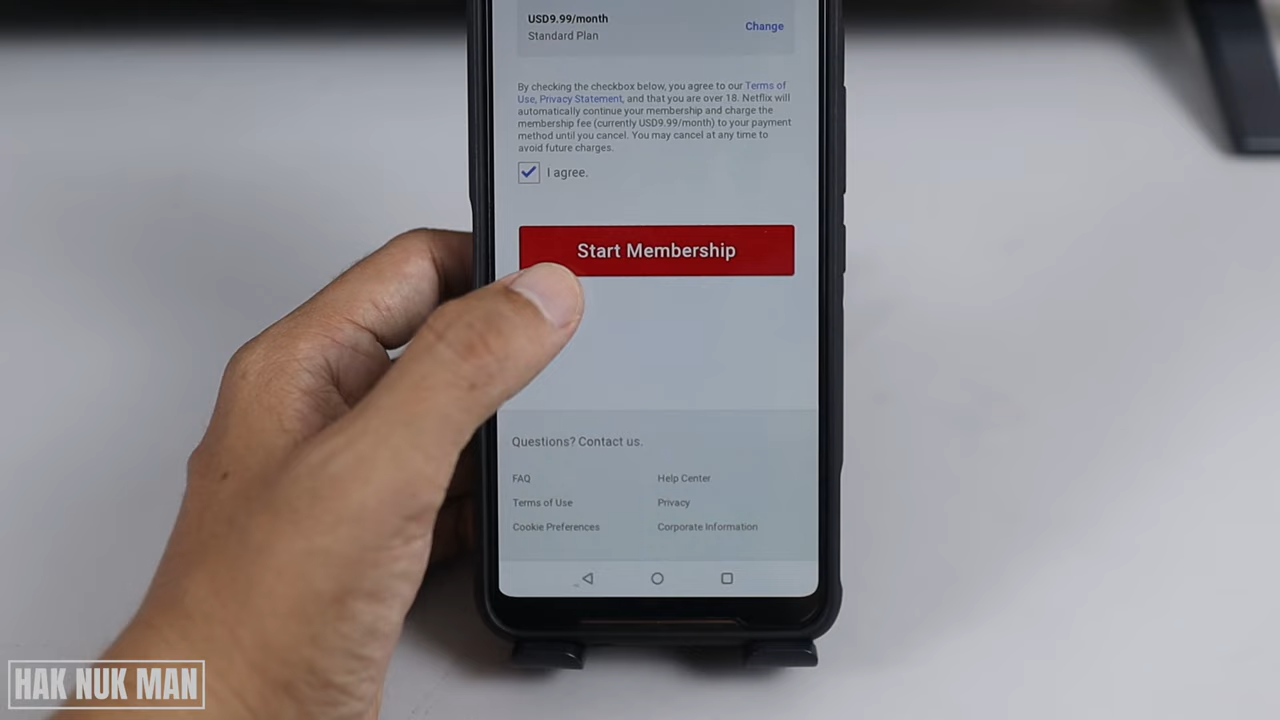 USD9.99/month
Change
Standard Plan
By checking the checkbox below, you agree to our Terms of
Use, Privacy Statement, and that you are over 18. Netflix will
automatically continue your membership and charge the
membership fee (currently USD9.99/month) to your payment
method until you cancel. You may cancel at any time to
avoid future charges.
I agree.
Start Membership
Questions? Contact us.
FAQ
Help Center
Terms of Use
Privacy
Cookie Preferences
Corporate Information
HAK NUK MAN